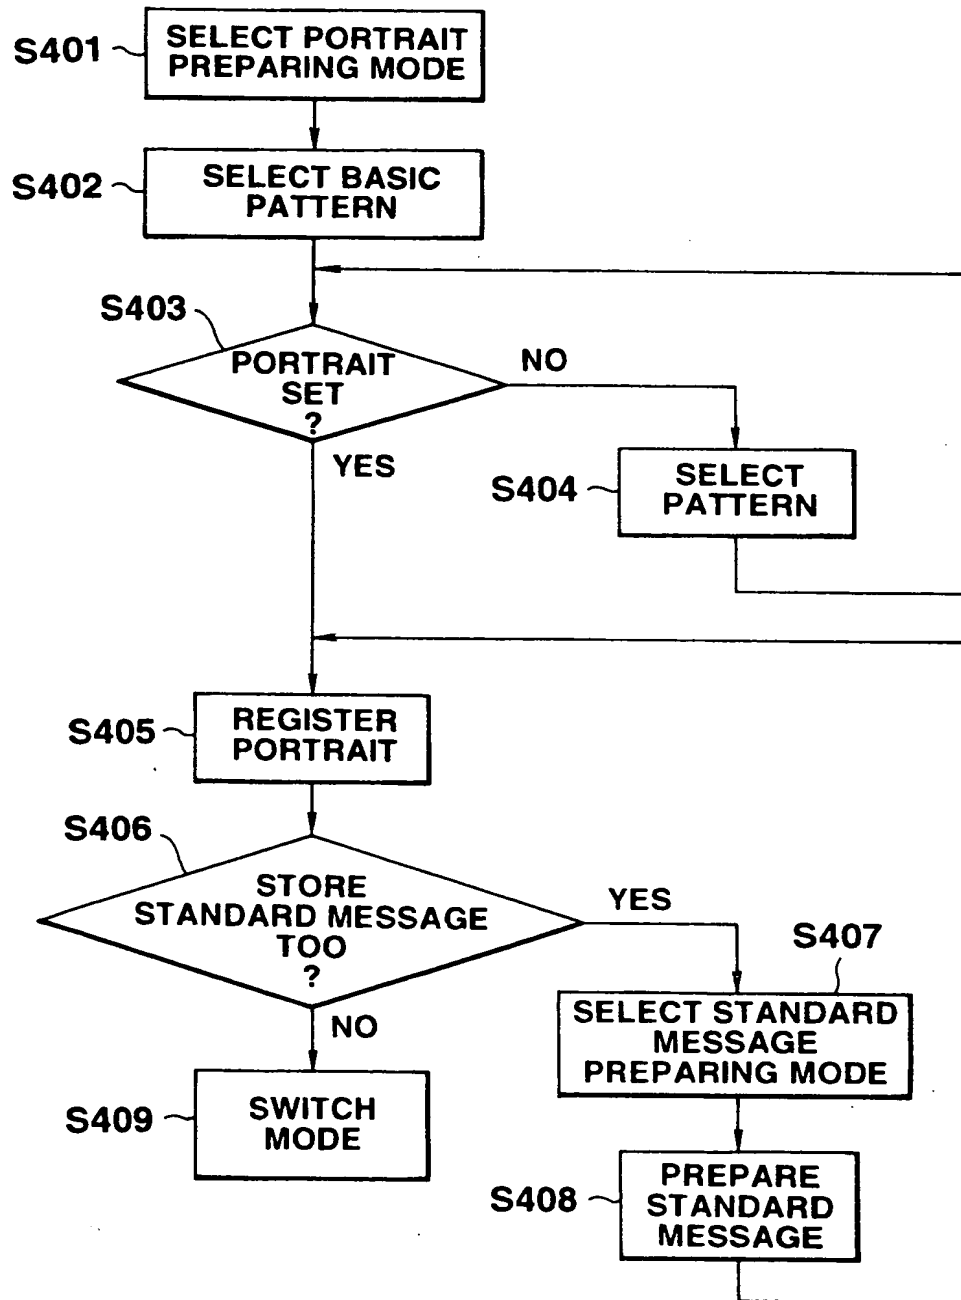 S401
SELECT PORTRAIT
PREPARING MODE
S402
SELECT BASIC
PATTERN
S403
PORTRAIT
SET
?
NO
YES
S404
SELECT
PATTERN
S405
REGISTER
PORTRAIT
S406
STORE
STANDARD MESSAGE
TOO
?
YES
NO
S407
SELECT STANDARD
MESSAGE
PREPARING MODE
S409
SWITCH
MODE
S408
PREPARE
STANDARD
MESSAGE